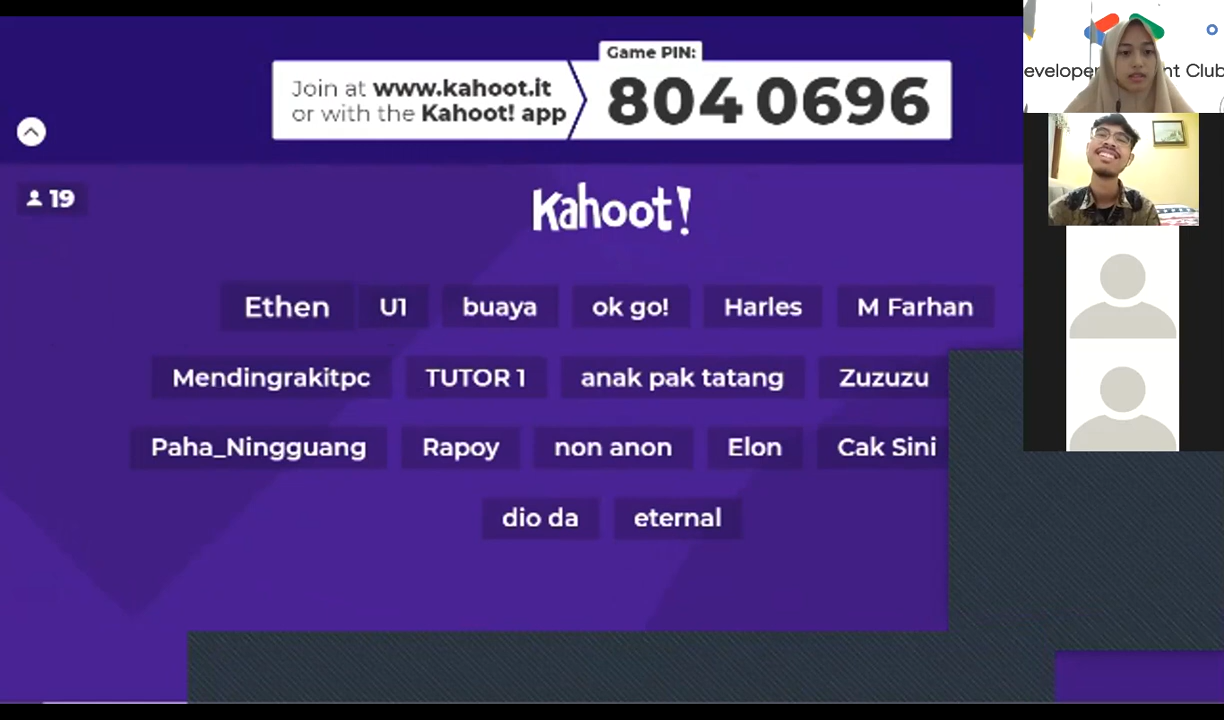 Game PIN:
Join at www.kahoot.it
or with the Kahoot! app
804 0696
19
Kahoot!
Ethen U1 buaya ok go! Harles M Farhan
Mendingrakitpc TUTOR 1 anak pak tatang Zuzuzu
Paha_Ningguang Rapoy non anon Elon Cak Sini
dio da eternal
eveloper nt Club